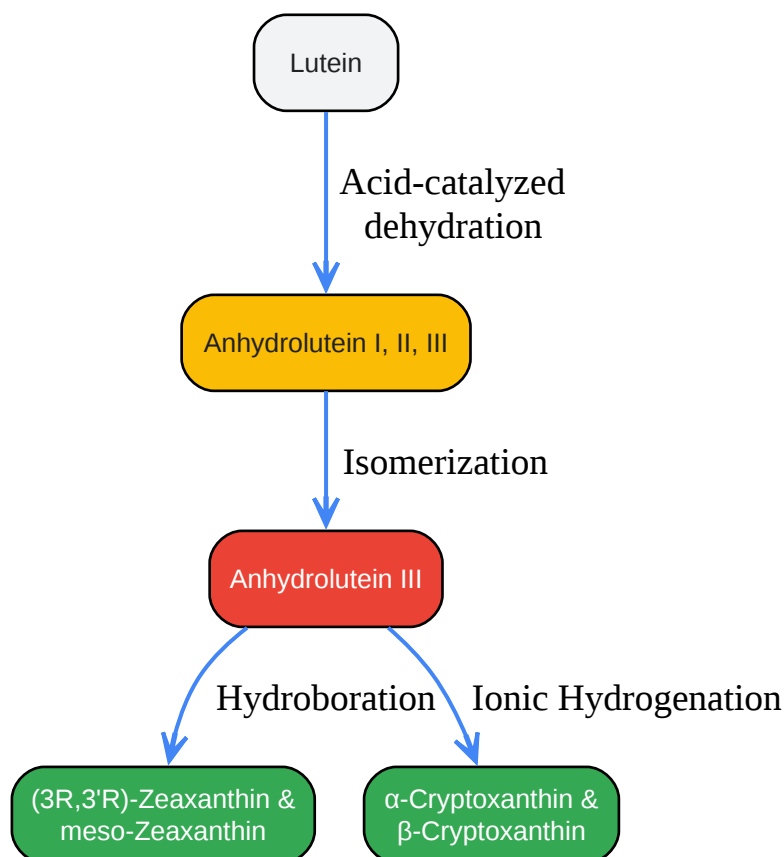 Lutein
Acid-catalyzed
dehydration
Anhydrolutein I, II, III
Isomerization
Anhydrolutein III
Hydroboration
Ionic Hydrogenation
(3R,3'R)-Zeaxanthin &
meso-Zeaxanthin
α-Cryptoxanthin &
β-Cryptoxanthin